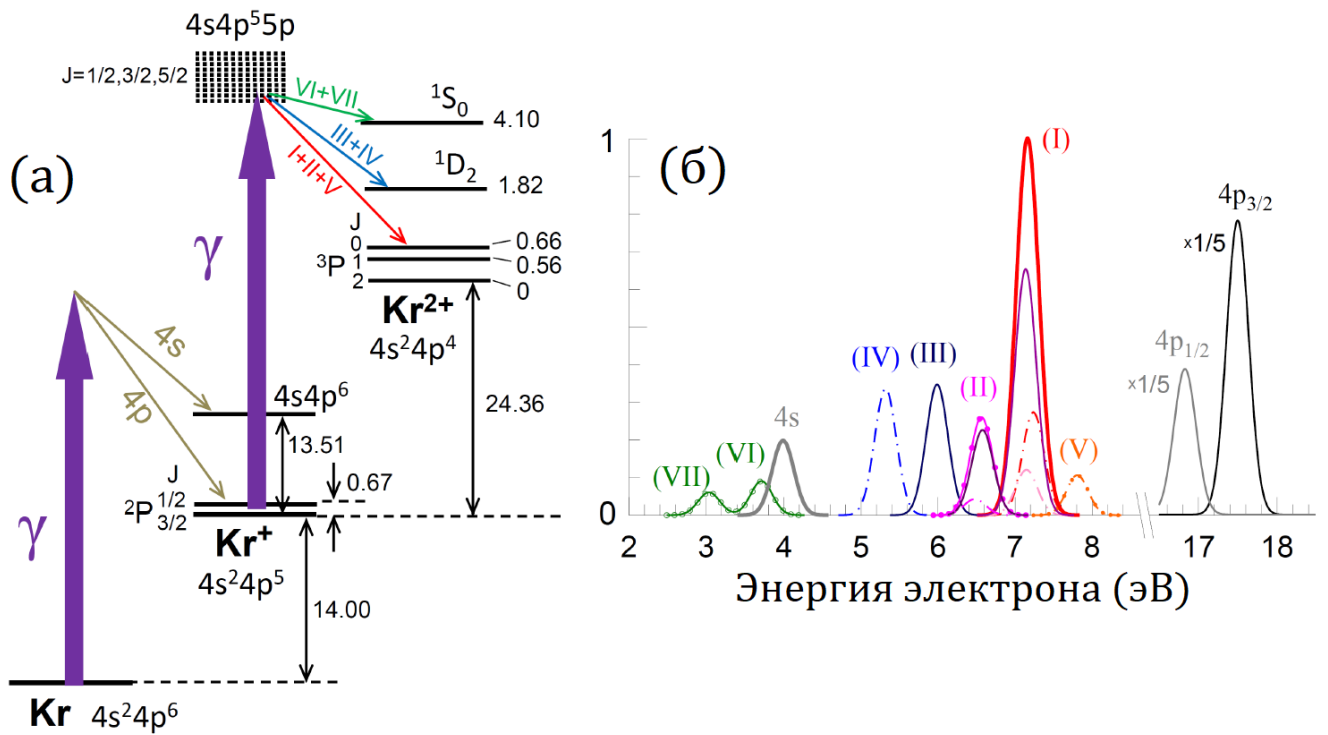 (а)
4s4p⁵5p
J=1/2,3/2,5/2
VI+VII
III+IV
I+II+V
¹S₀
4.10
¹D₂
1.82
J
0
0.66
³P
1
0.56
2
0
Kr²⁺
4s²4p⁴
24.36
γ
4s
4p
4s4p⁶
13.51
J
0.67
²P
1/2
3/2
Kr⁺
4s²4p⁵
γ
14.00
Kr 4s²4p⁶
(б)
1
0
(I)
(II)
(III)
(IV)
(V)
(VI)
(VII)
4s
4p₁/₂
×1/5
4p₃/₂
×1/5
2 3 4 5 6 7 8 17 18
Энергия электрона (эВ)